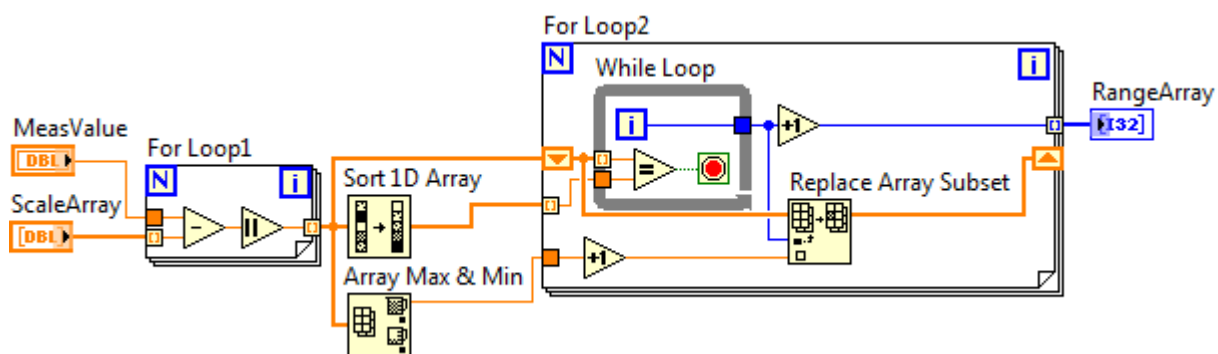 For Loop2
N
i
While Loop
RangeArray
i
+1
[I32]
MeasValue
DBL
For Loop1
N
i
Sort 1D Array
=
Replace Array Subset
ScaleArray
[DBL]
-
+1
Array Max & Min